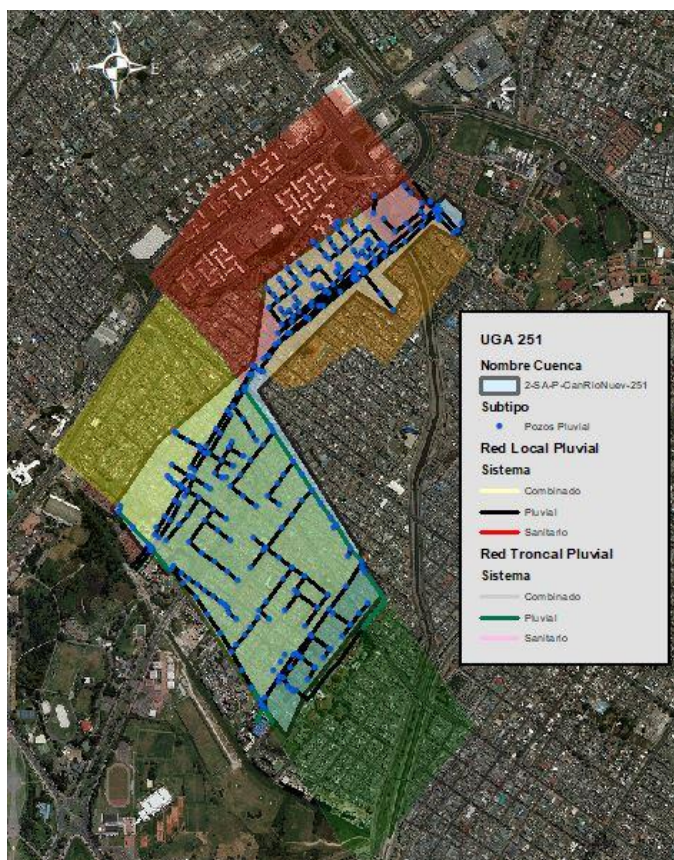 UGA 251
Nombre Cuenca
2-SA-P-CanRioNuev-251
Subtipo
Pozos Pluvial
Red Local Pluvial
Sistema
Combinado
Pluvial
Sanitario
Red Troncal Pluvial
Sistema
Combinado
Pluvial
Sanitario